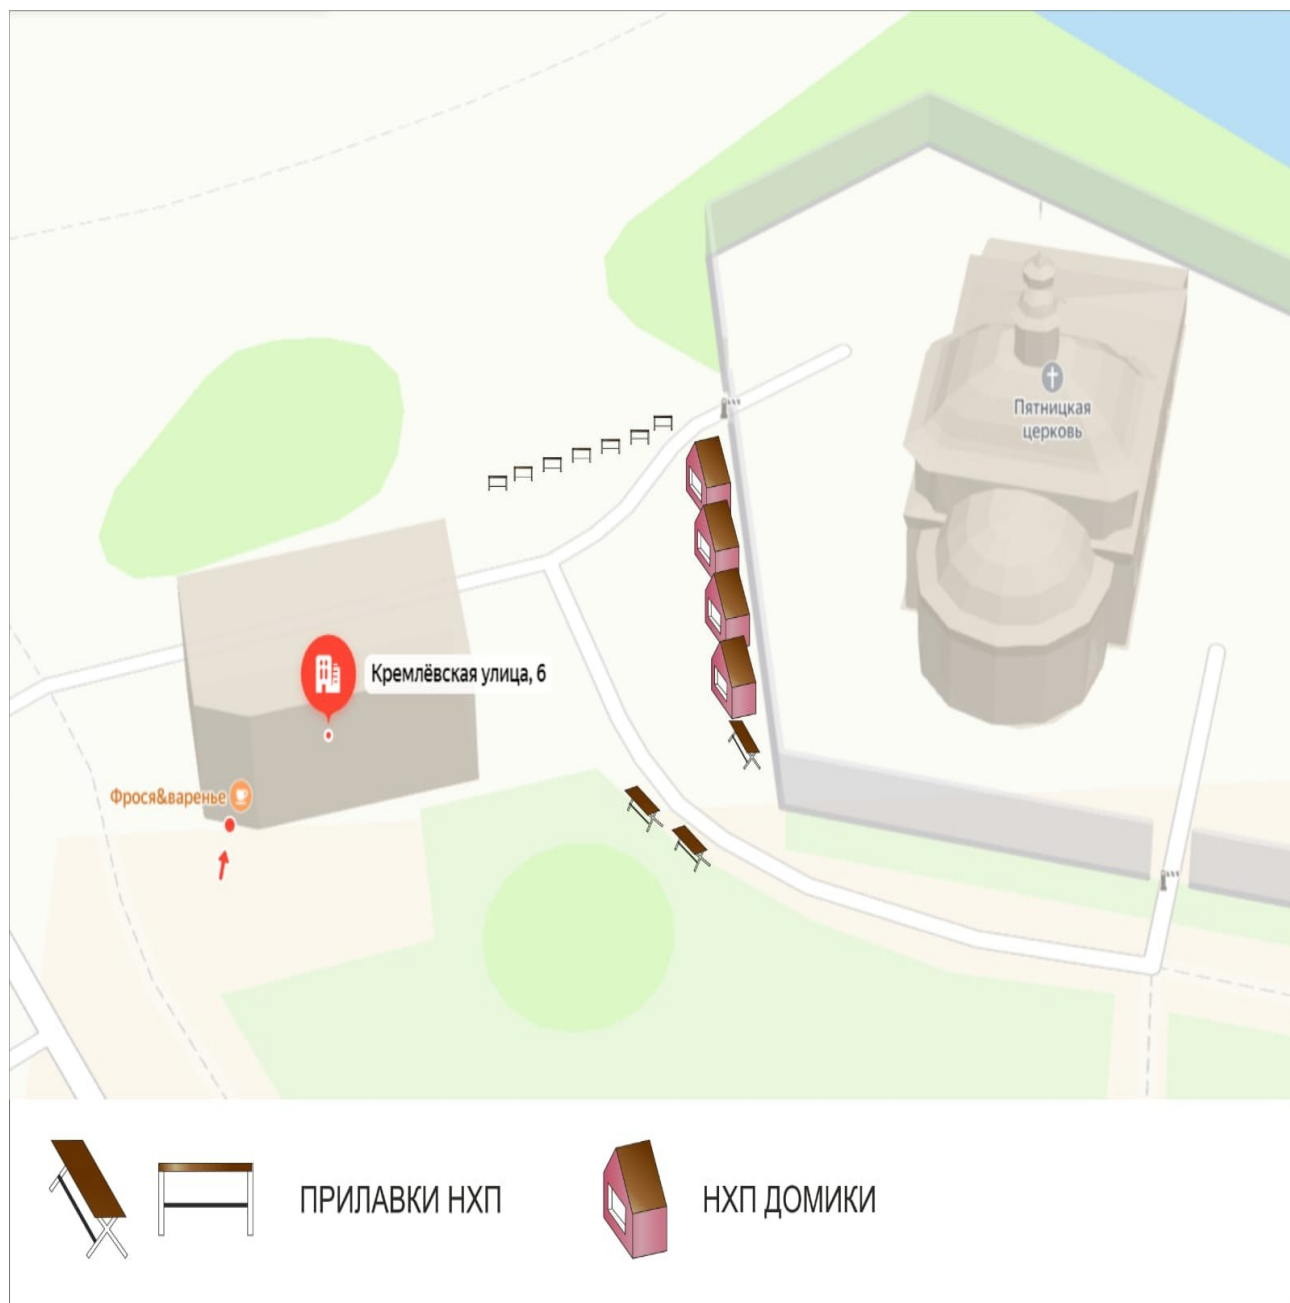 Пятницкая
церковь
Кремлёвская улица, 6
Фрося&варенье
ПРИЛАВКИ НХП
НХП ДОМИКИ